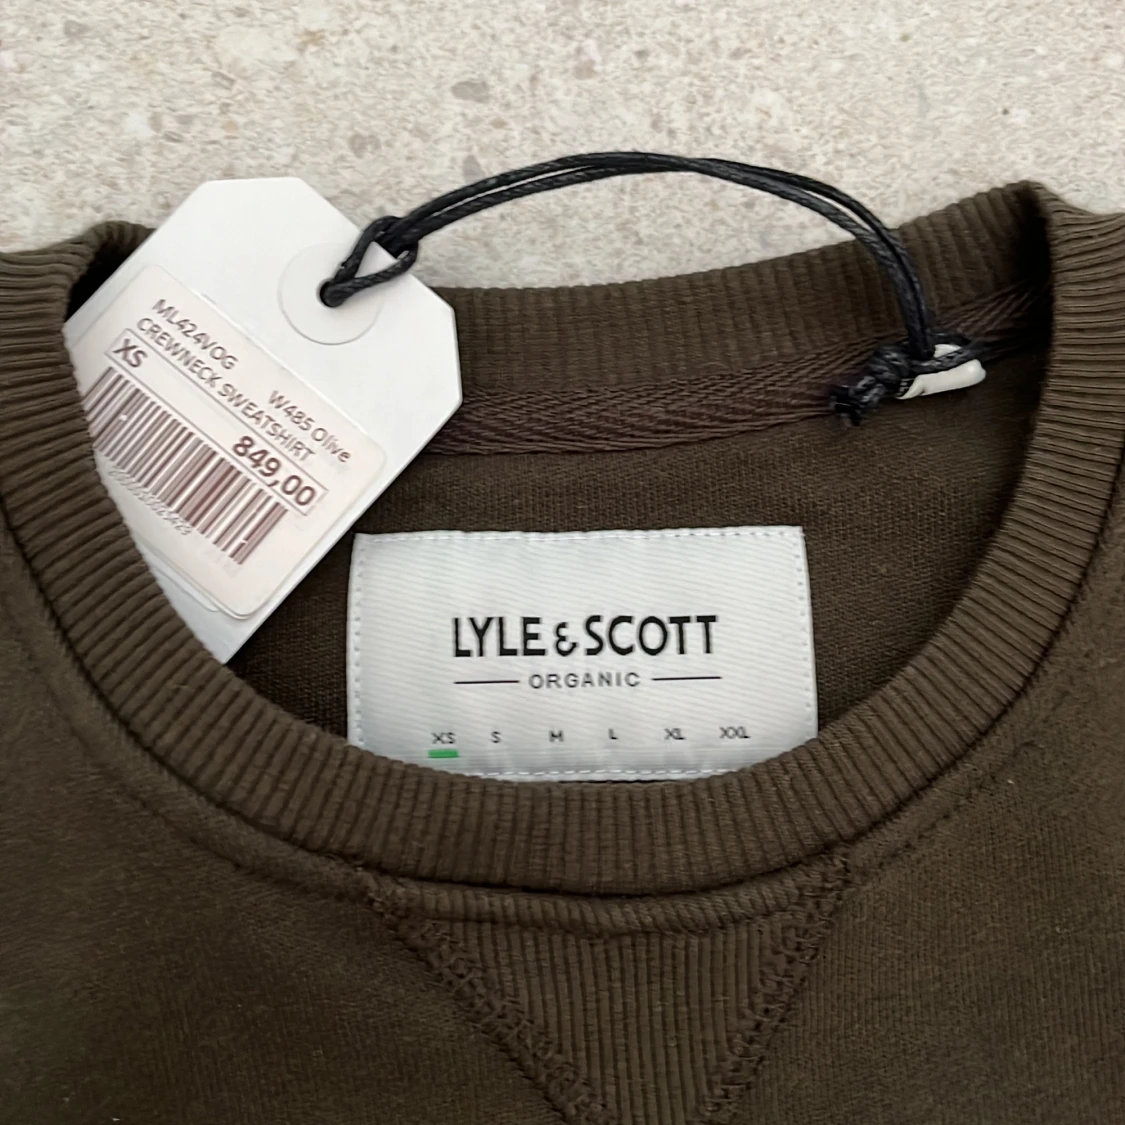 ML424VOG
W485 Olive
CREWNECK SWEATSHIRT
XS
849,00
LYLE & SCOTT
ORGANIC
XS S M L XL XXL